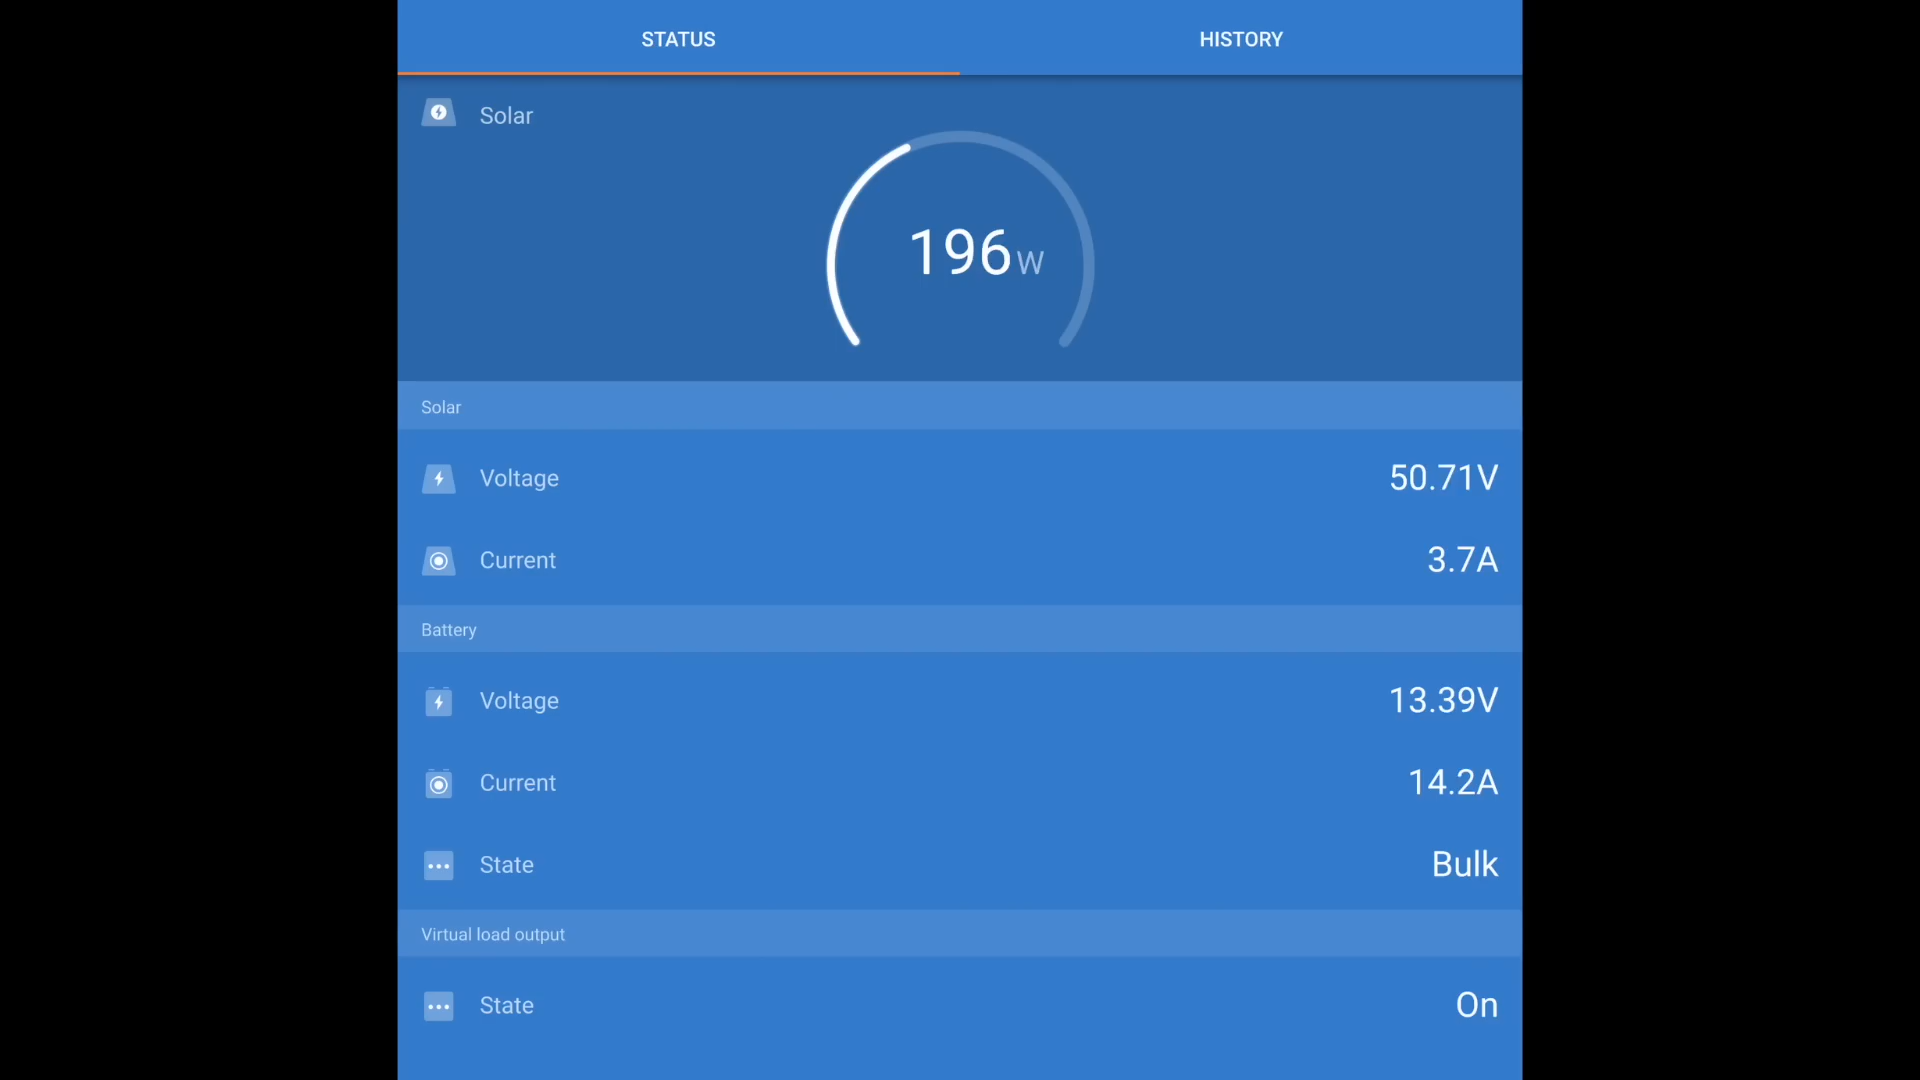 STATUS
HISTORY
Solar
196W
Solar
Voltage
50.71V
Current
3.7A
Battery
Voltage
13.39V
Current
14.2A
State
Bulk
Virtual load output
State
On